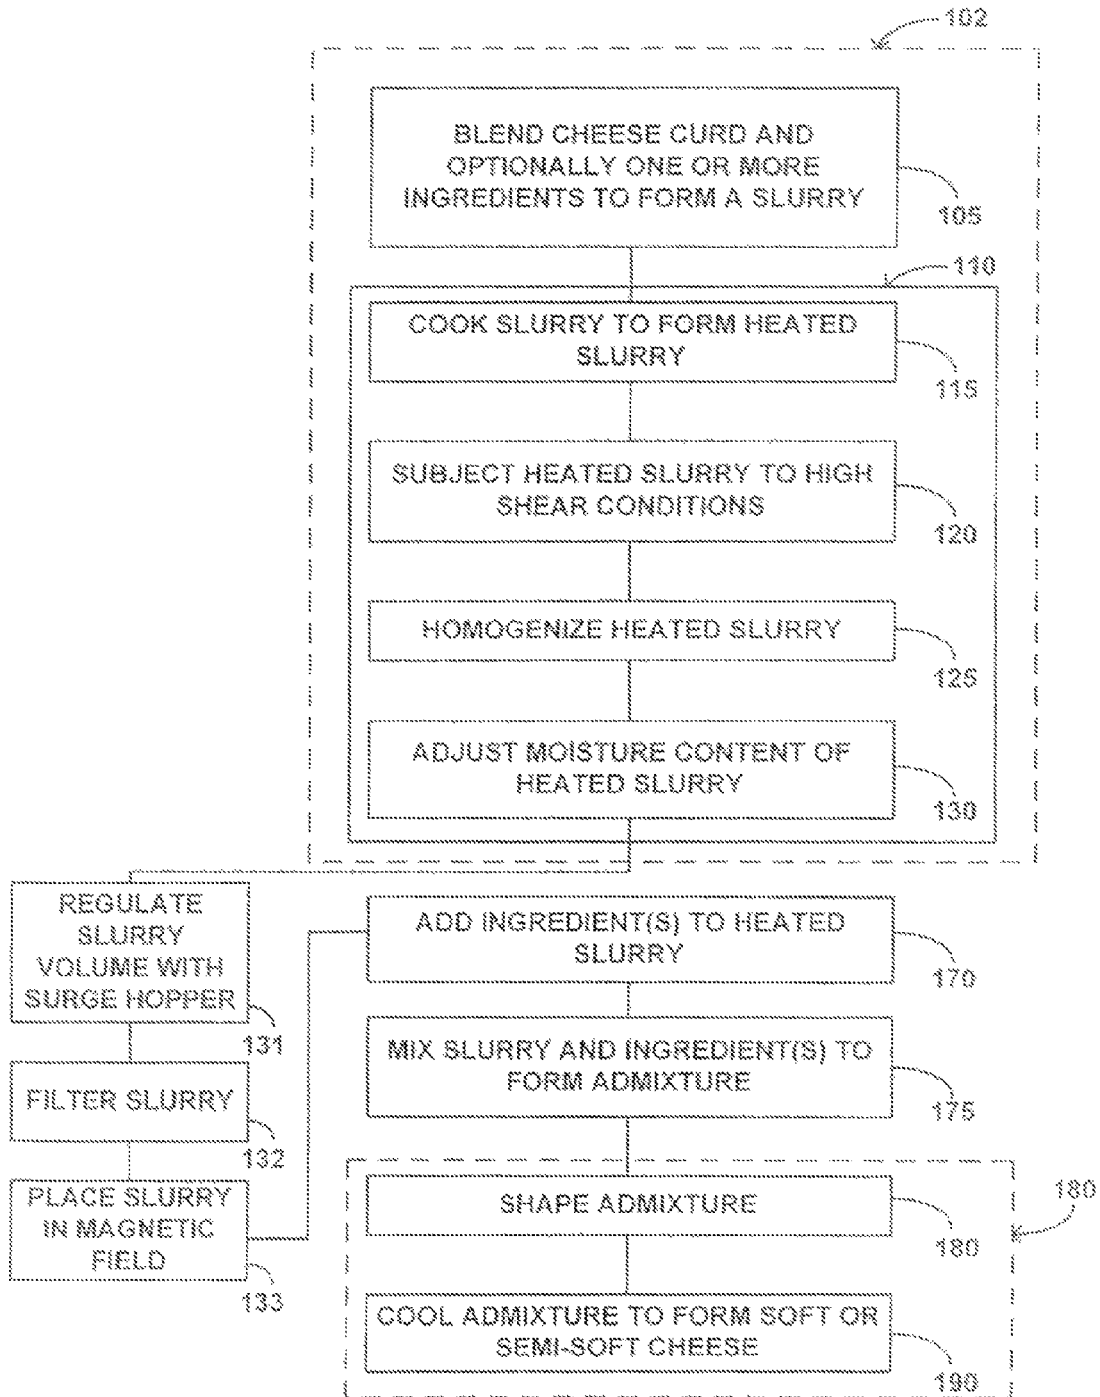 102
BLEND CHEESE CURD AND
OPTIONALLY ONE OR MORE
INGREDIENTS TO FORM A SLURRY
105
110
COOK SLURRY TO FORM HEATED
SLURRY
115
SUBJECT HEATED SLURRY TO HIGH
SHEAR CONDITIONS
120
HOMOGENIZE HEATED SLURRY
125
ADJUST MOISTURE CONTENT OF
HEATED SLURRY
130
REGULATE
SLURRY
VOLUME WITH
SURGE HOPPER
131
FILTER SLURRY
132
PLACE SLURRY
IN MAGNETIC
FIELD
133
ADD INGREDIENT(S) TO HEATED
SLURRY
170
MIX SLURRY AND INGREDIENT(S) TO
FORM ADMIXTURE
175
180
SHAPE ADMIXTURE
180
COOL ADMIXTURE TO FORM SOFT OR
SEMI-SOFT CHEESE
190